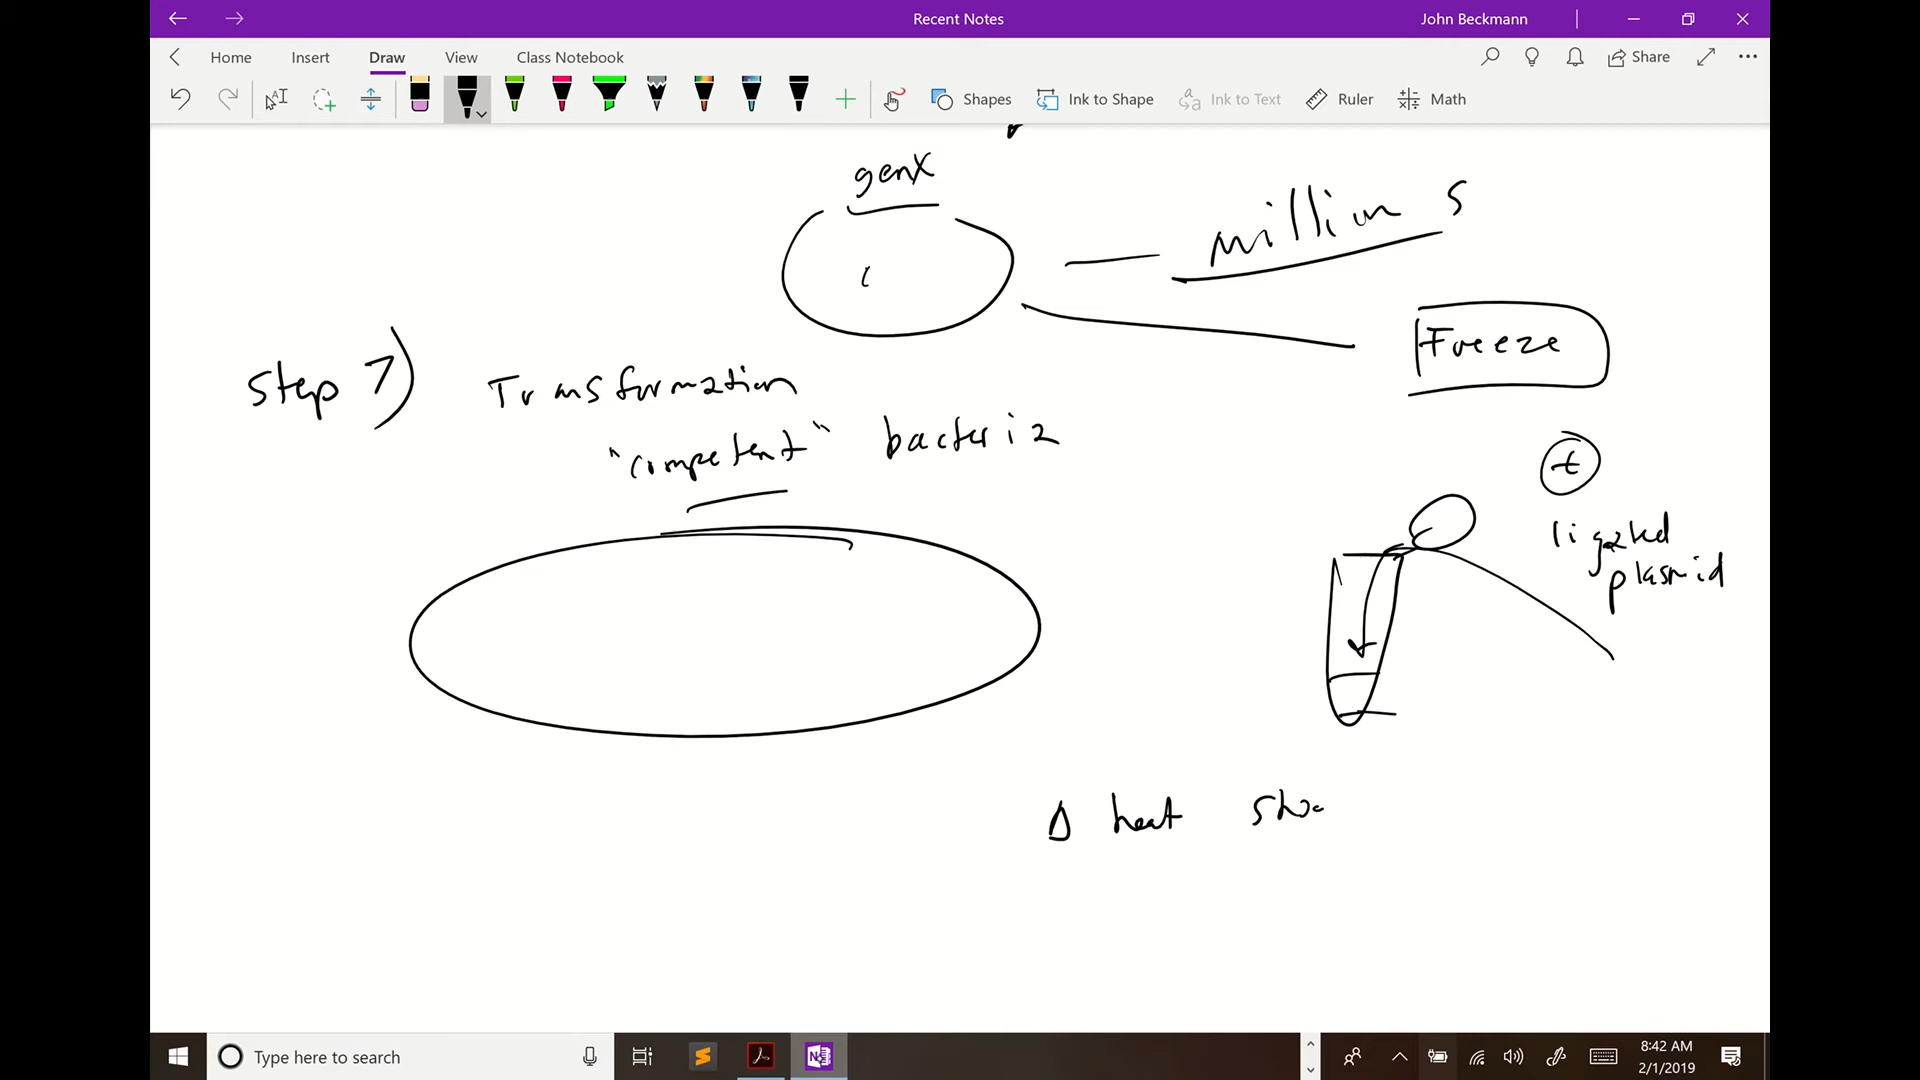 Recent Notes
John Beckmann
Home Insert Draw View Class Notebook
Share
Shapes Ink to Shape Ink to Text Ruler Math
genX
millions
Freeze
Step 7) Transformation
"competent" bacteria
+
ligated
plasmid
Δ heat sho
Type here to search
8:42 AM
2/1/2019